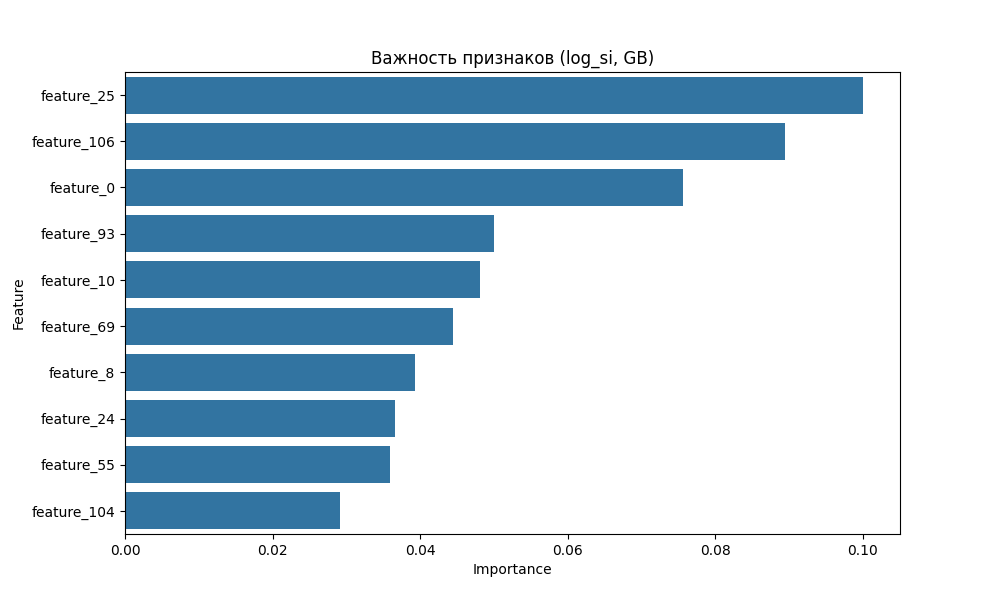 Важность признаков (log_si, GB)
feature_25
feature_106
feature_0
feature_93
feature_10
feature_69
feature_8
feature_24
feature_55
feature_104
Feature
0.00 0.02 0.04 0.06 0.08 0.10
Importance